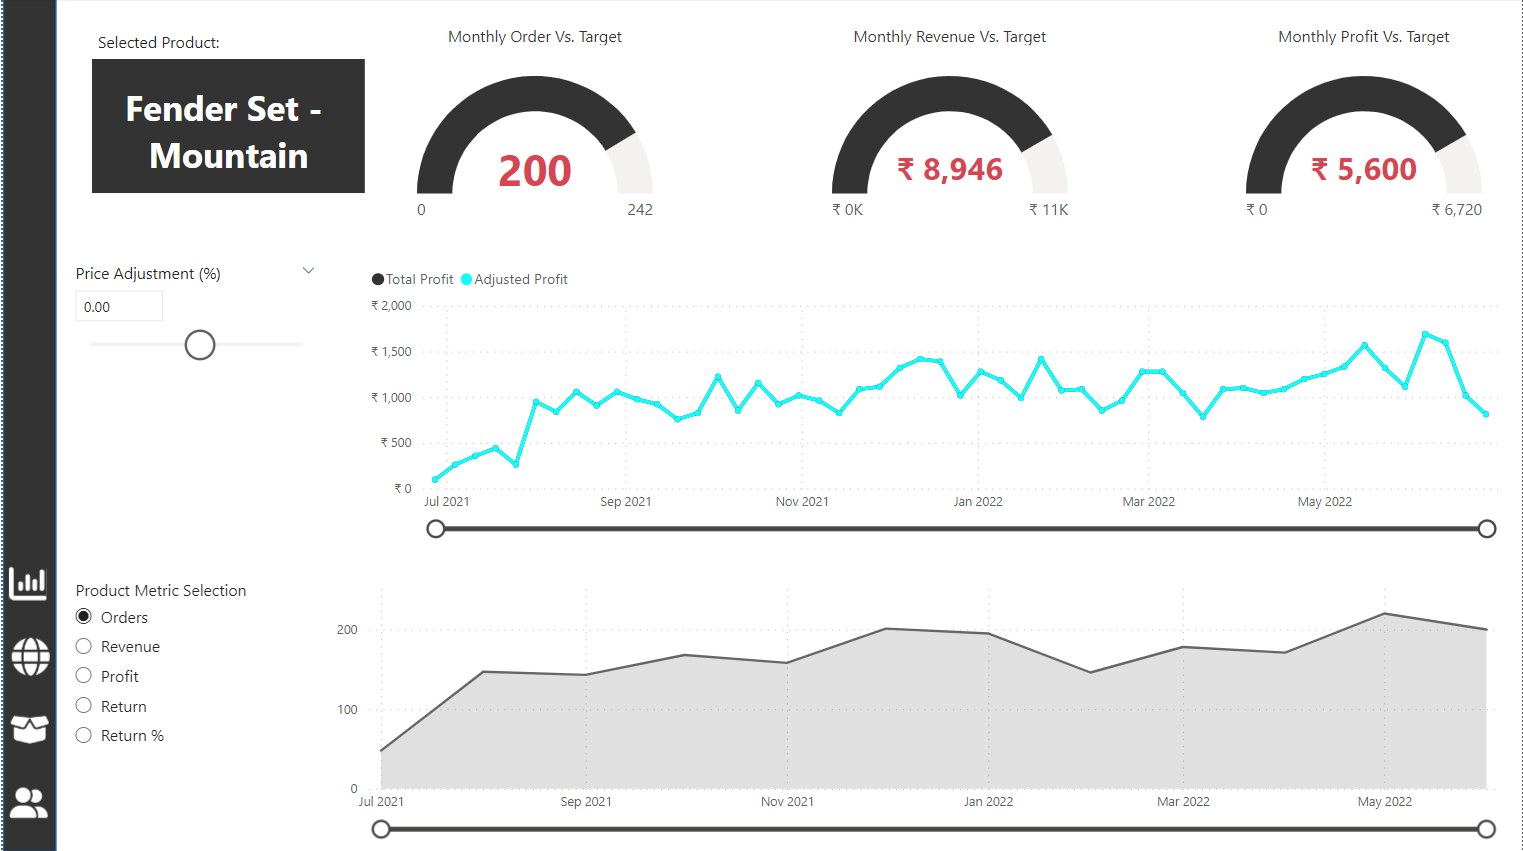 Selected Product:
Fender Set -
Mountain
Monthly Order Vs. Target
200
0
242
Monthly Revenue Vs. Target
₹ 8,946
₹ 0K
₹ 11K
Monthly Profit Vs. Target
₹ 5,600
₹ 0
₹ 6,720
Price Adjustment (%)
0.00
Total Profit Adjusted Profit
₹ 2,000
₹ 1,500
₹ 1,000
₹ 500
₹ 0
Jul 2021 Sep 2021 Nov 2021 Jan 2022 Mar 2022 May 2022
Product Metric Selection
Orders
Revenue
Profit
Return
Return %
200
100
0
Jul 2021 Sep 2021 Nov 2021 Jan 2022 Mar 2022 May 2022